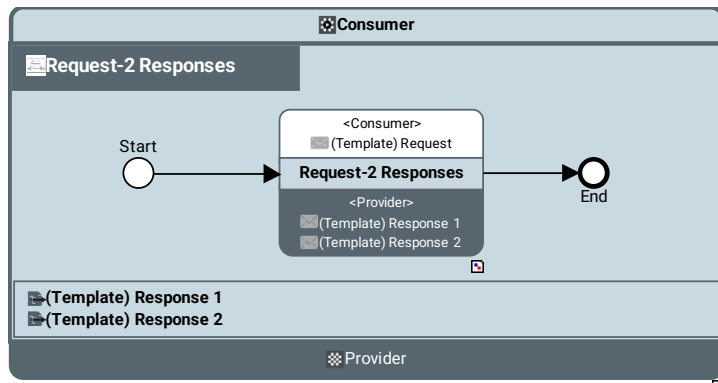 Consumer
Request-2 Responses
Start
<Consumer>
(Template) Request
Request-2 Responses
<Provider>
(Template) Response 1
(Template) Response 2
End
(Template) Response 1
(Template) Response 2
Provider